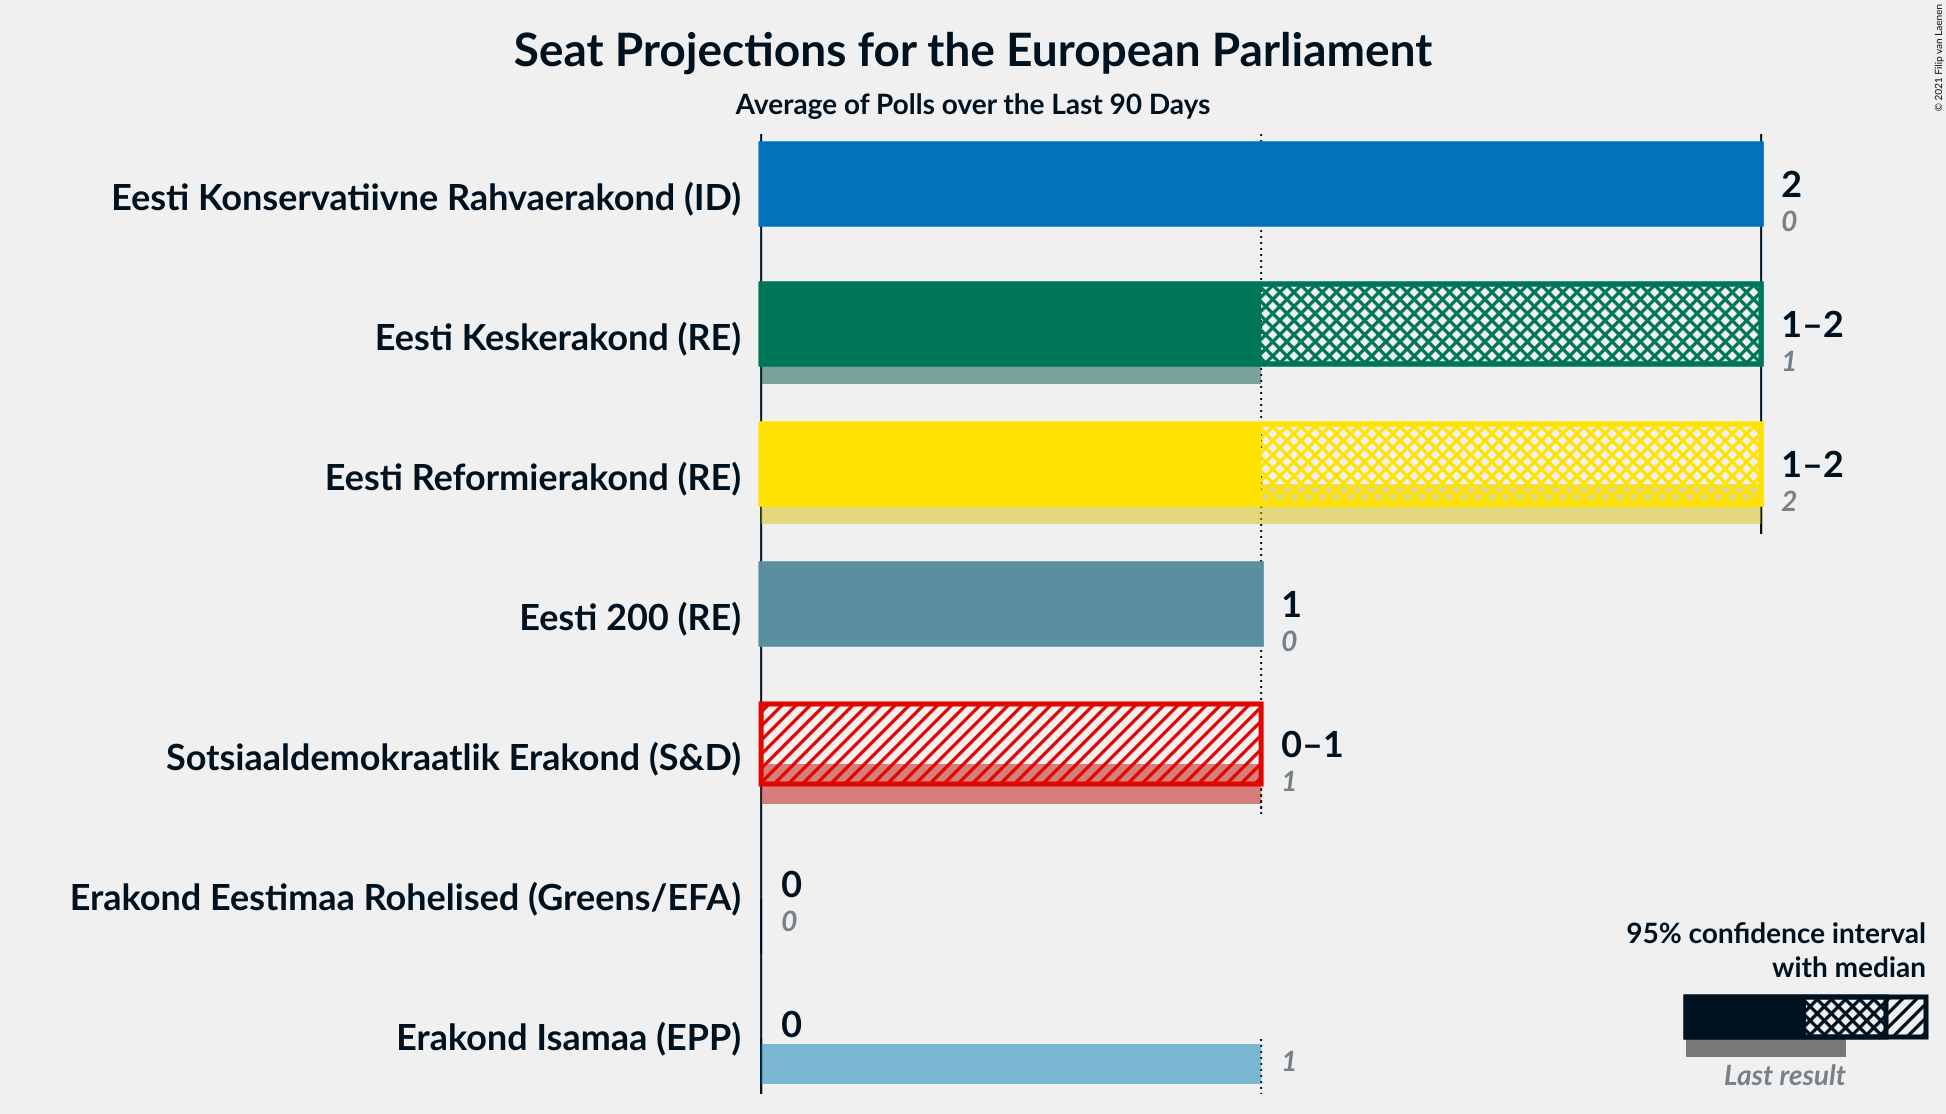 Seat Projections for the European Parliament
Average of Polls over the Last 90 Days
© 2021 Filip van Laenen
Eesti Konservatiivne Rahvaerakond (ID)
2
0
Eesti Keskerakond (RE)
1–2
1
Eesti Reformierakond (RE)
1–2
2
Eesti 200 (RE)
1
0
Sotsiaaldemokraatlik Erakond (S&D)
0–1
1
Erakond Eestimaa Rohelised (Greens/EFA)
0
0
Erakond Isamaa (EPP)
0
1
95% confidence interval
with median
Last result